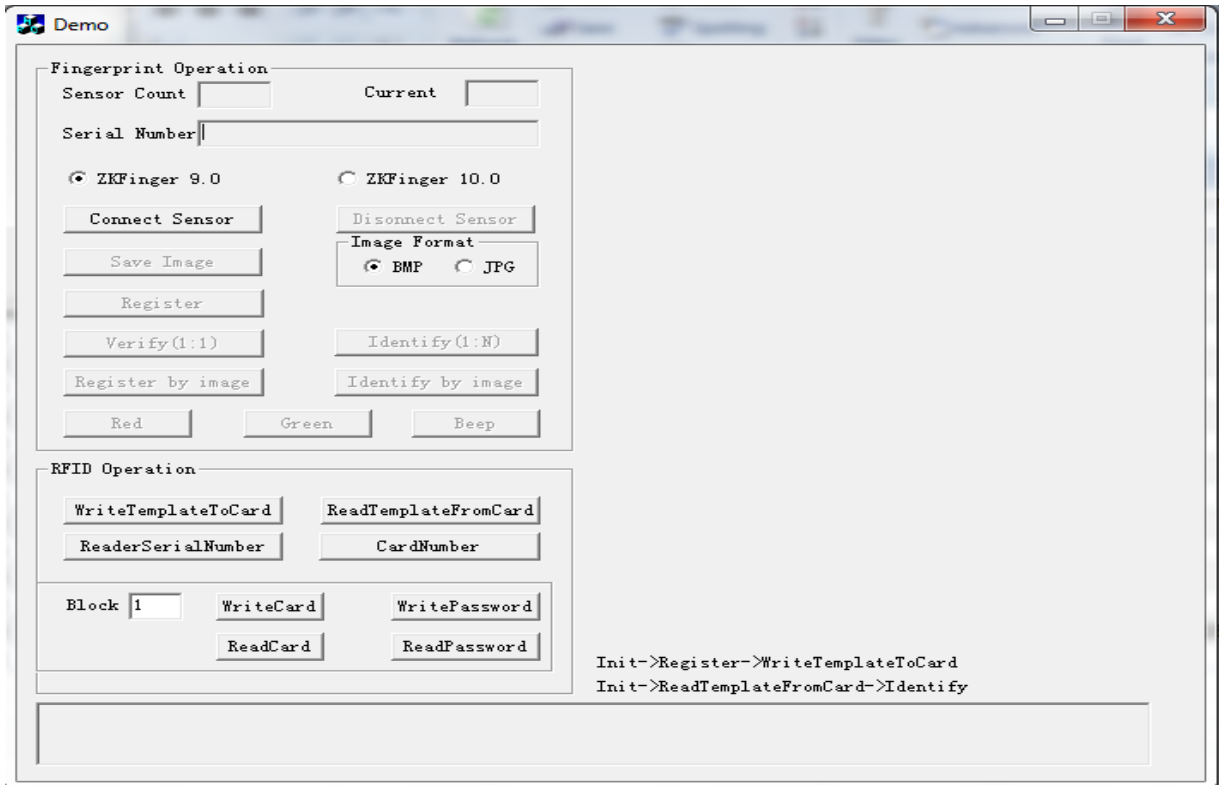 Demo
Fingerprint Operation
Sensor Count Current
Serial Number
ZKFinger 9.0 ZKFinger 10.0
Connect Sensor Disonnect Sensor
Image Format
Save Image BMP JPG
Register
Verify(1:1) Identify(1:N)
Register by image Identify by image
Red Green Beep
RFID Operation
WriteTemplateToCard ReadTemplateFromCard
ReaderSerialNumber CardNumber
Block 1 WriteCard WritePassword
ReadCard ReadPassword
Init->Register->WriteTemplateToCard
Init->ReadTemplateFromCard->Identify